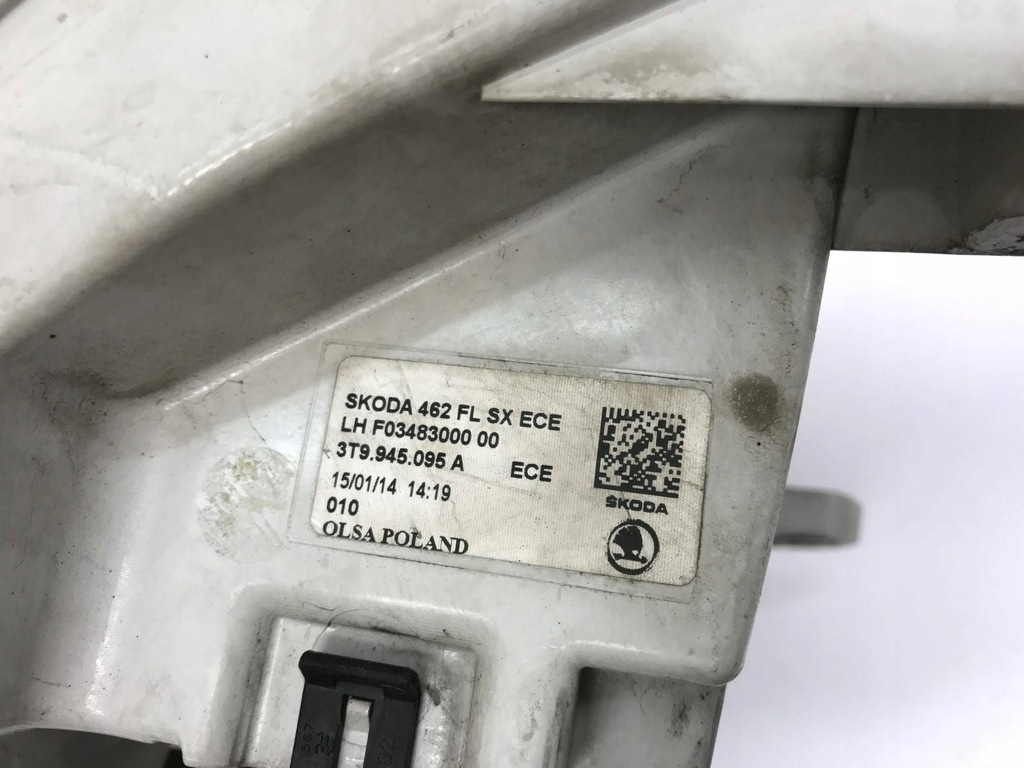 SKODA 462 FL SX ECE
LH F03483000 00
3T9.945.095 A ECE
15/01/14 14:19
010
OLSA POLAND
SKODA
D2